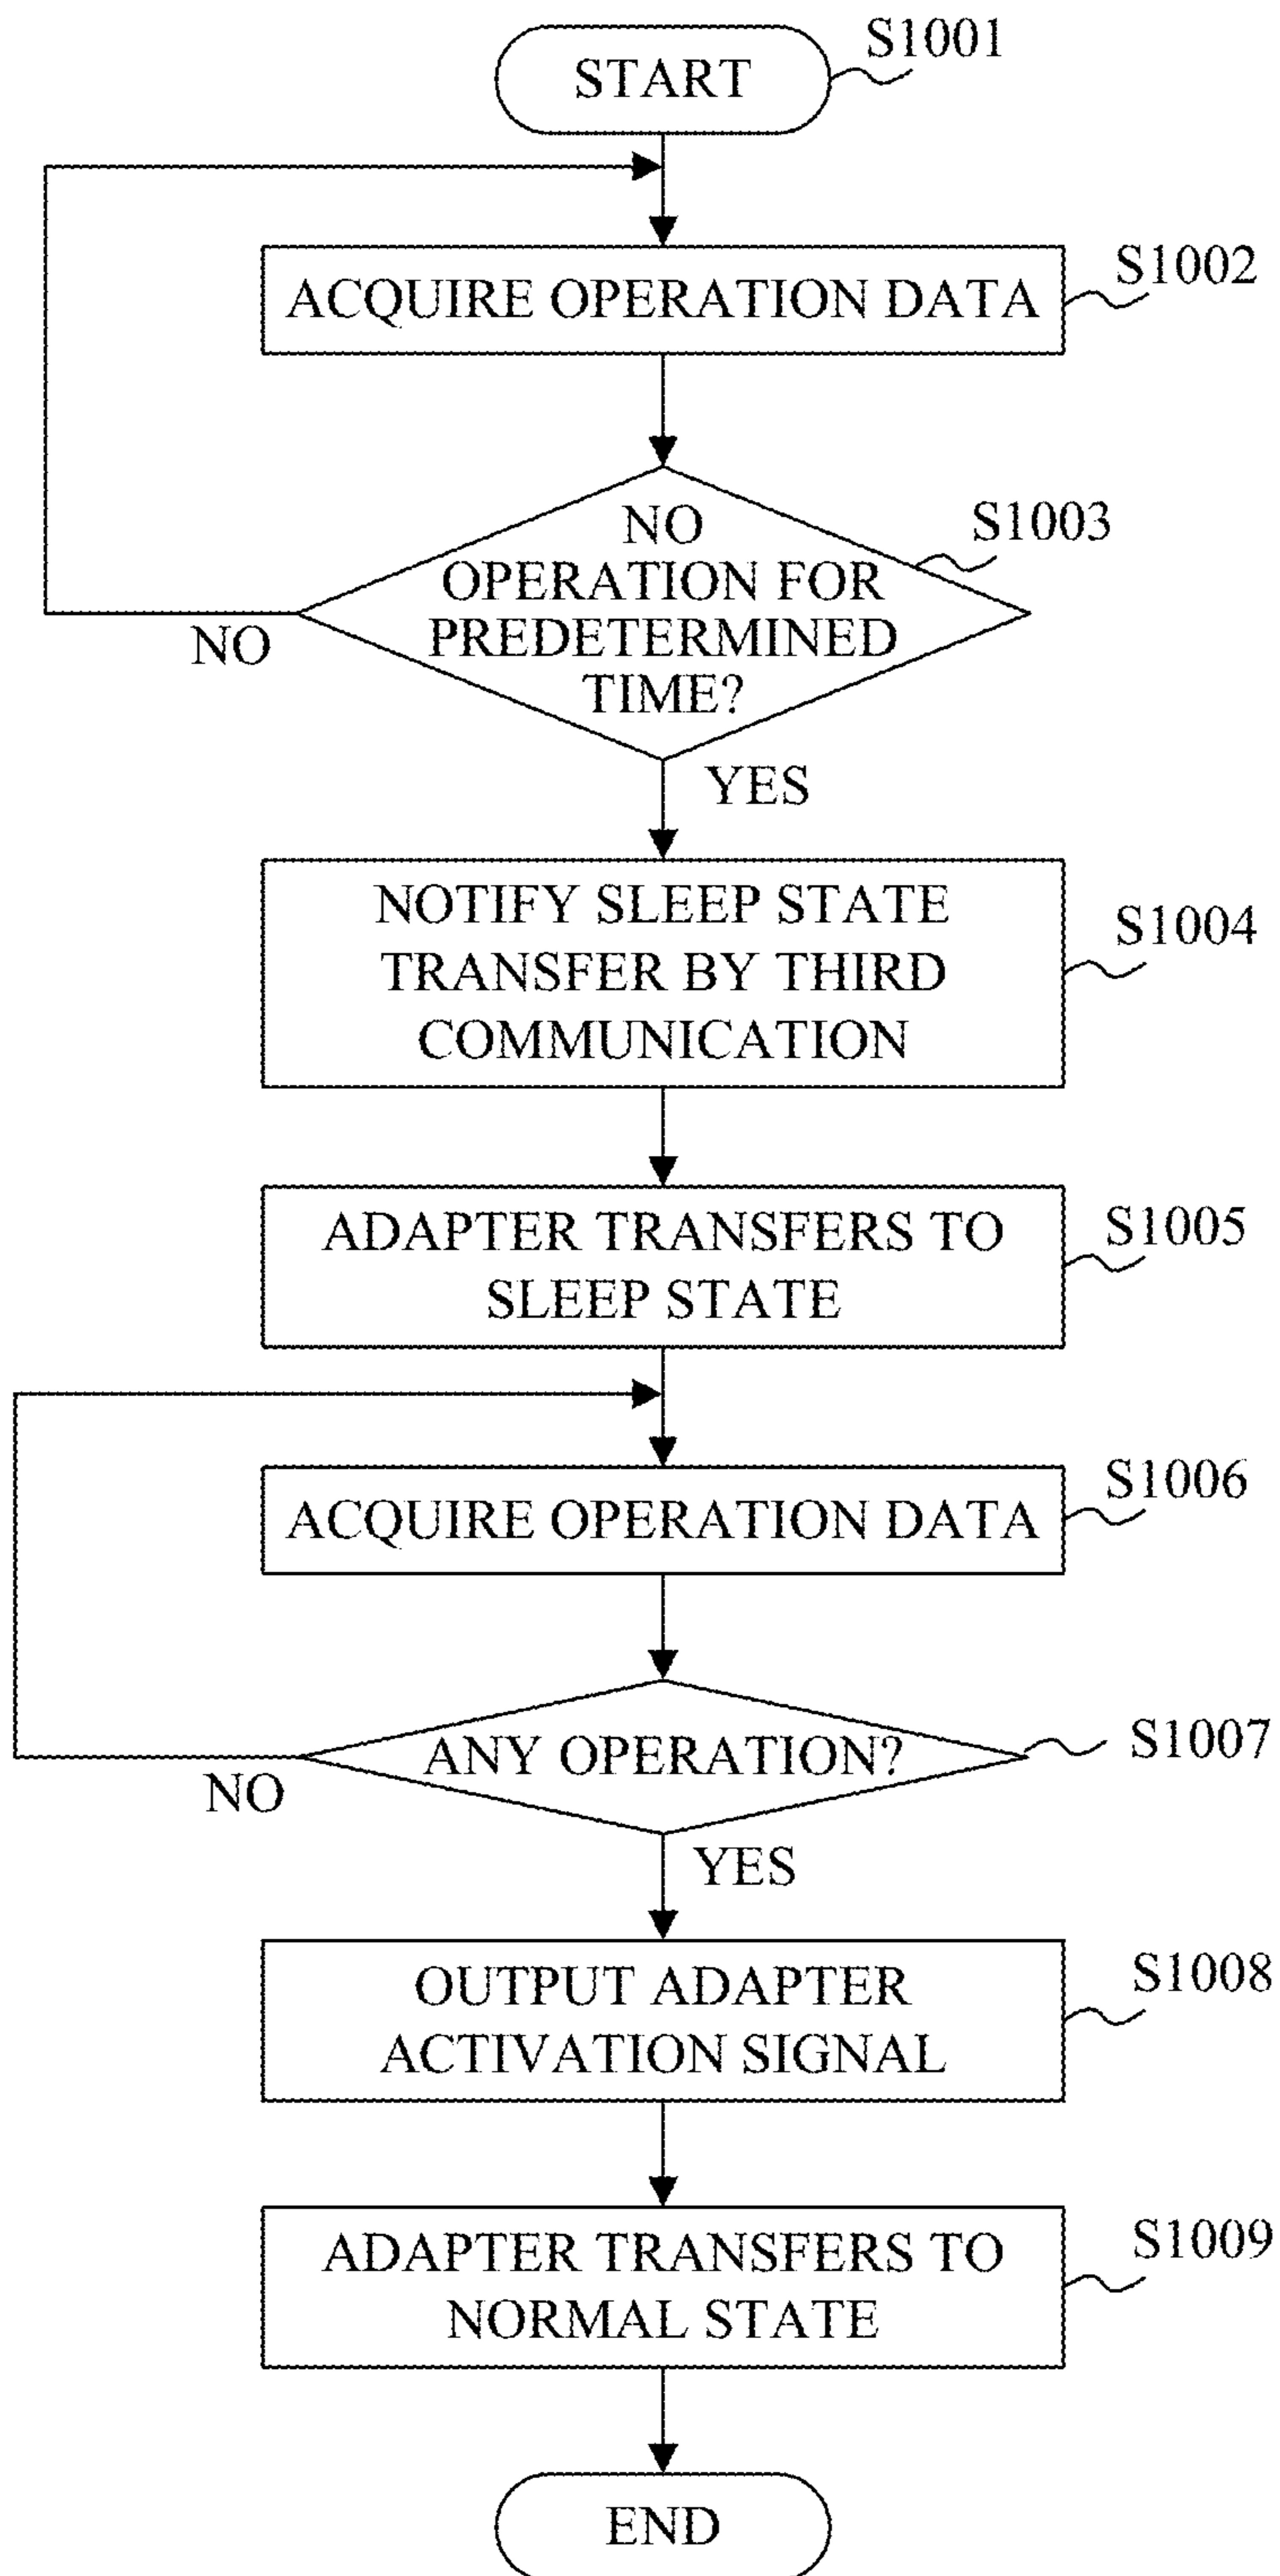 S1001
START
S1002
ACQUIRE OPERATION DATA
S1003
NO
OPERATION FOR
PREDETERMINED
TIME?
NO
YES
NOTIFY SLEEP STATE
TRANSFER BY THIRD
COMMUNICATION
S1004
ADAPTER TRANSFERS TO
SLEEP STATE
S1005
ACQUIRE OPERATION DATA
S1006
ANY OPERATION?
S1007
NO
YES
OUTPUT ADAPTER
ACTIVATION SIGNAL
S1008
ADAPTER TRANSFERS TO
NORMAL STATE
S1009
END